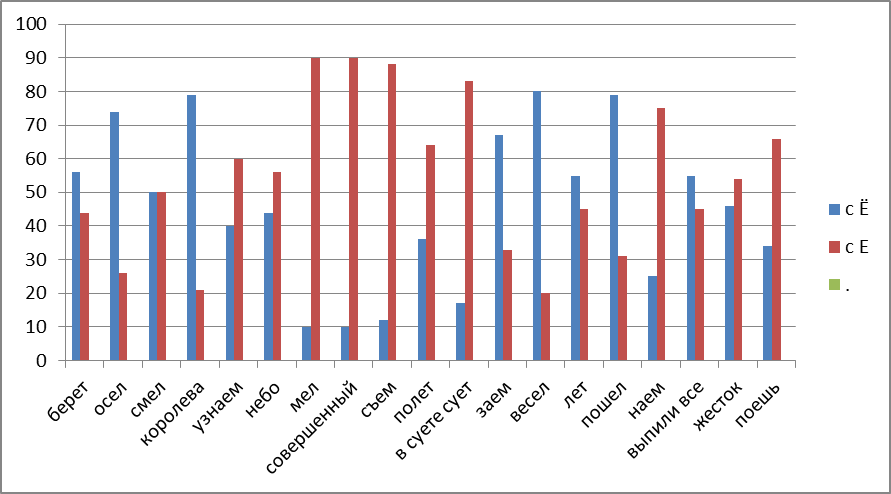 100
90
80
70
60
50
40
30
20
10
0
берет
осел
смел
королева
узнаем
небо
мел
совершенный
съем
полет
в суете сует
заем
весел
лет
пошел
наем
выпили все
жесток
поешь
с Ё
с Е
.